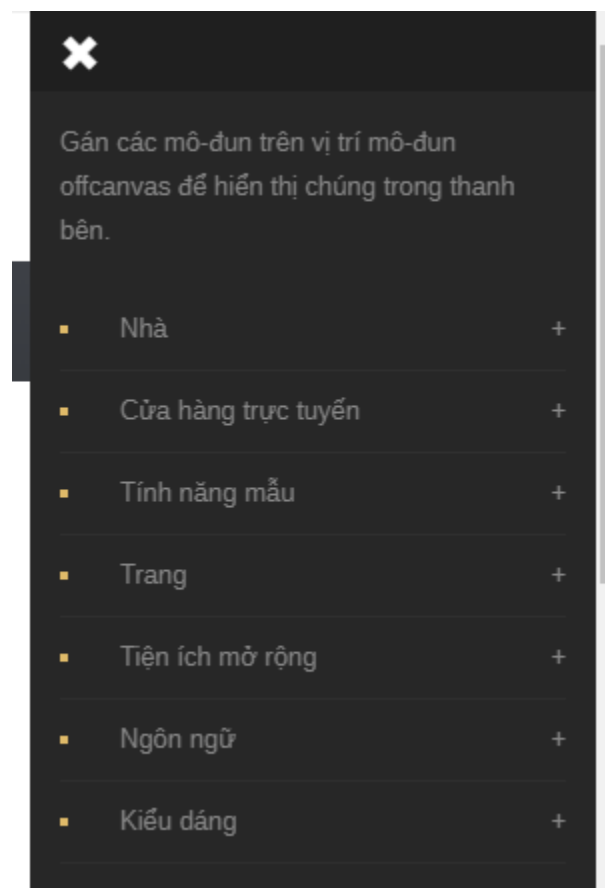 Gán các mô-đun trên vị trí mô-đun
offcanvas để hiển thị chúng trong thanh
bên.
Nhà +
Cửa hàng trực tuyến +
Tính năng mẫu +
Trang +
Tiện ích mở rộng +
Ngôn ngữ +
Kiểu dáng +